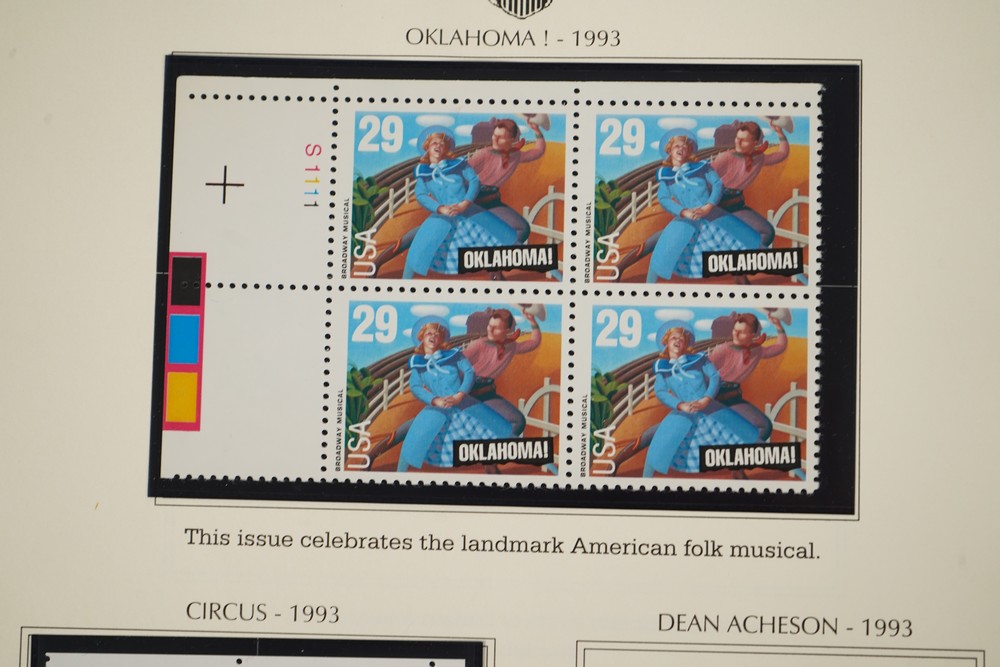 OKLAHOMA ! - 1993
S1111
29
BROADWAY MUSICAL
USA
OKLAHOMA!
29
BROADWAY MUSICAL
USA
OKLAHOMA!
29
BROADWAY MUSICAL
USA
OKLAHOMA!
29
BROADWAY MUSICAL
USA
OKLAHOMA!
This issue celebrates the landmark American folk musical.
CIRCUS - 1993
DEAN ACHESON - 1993